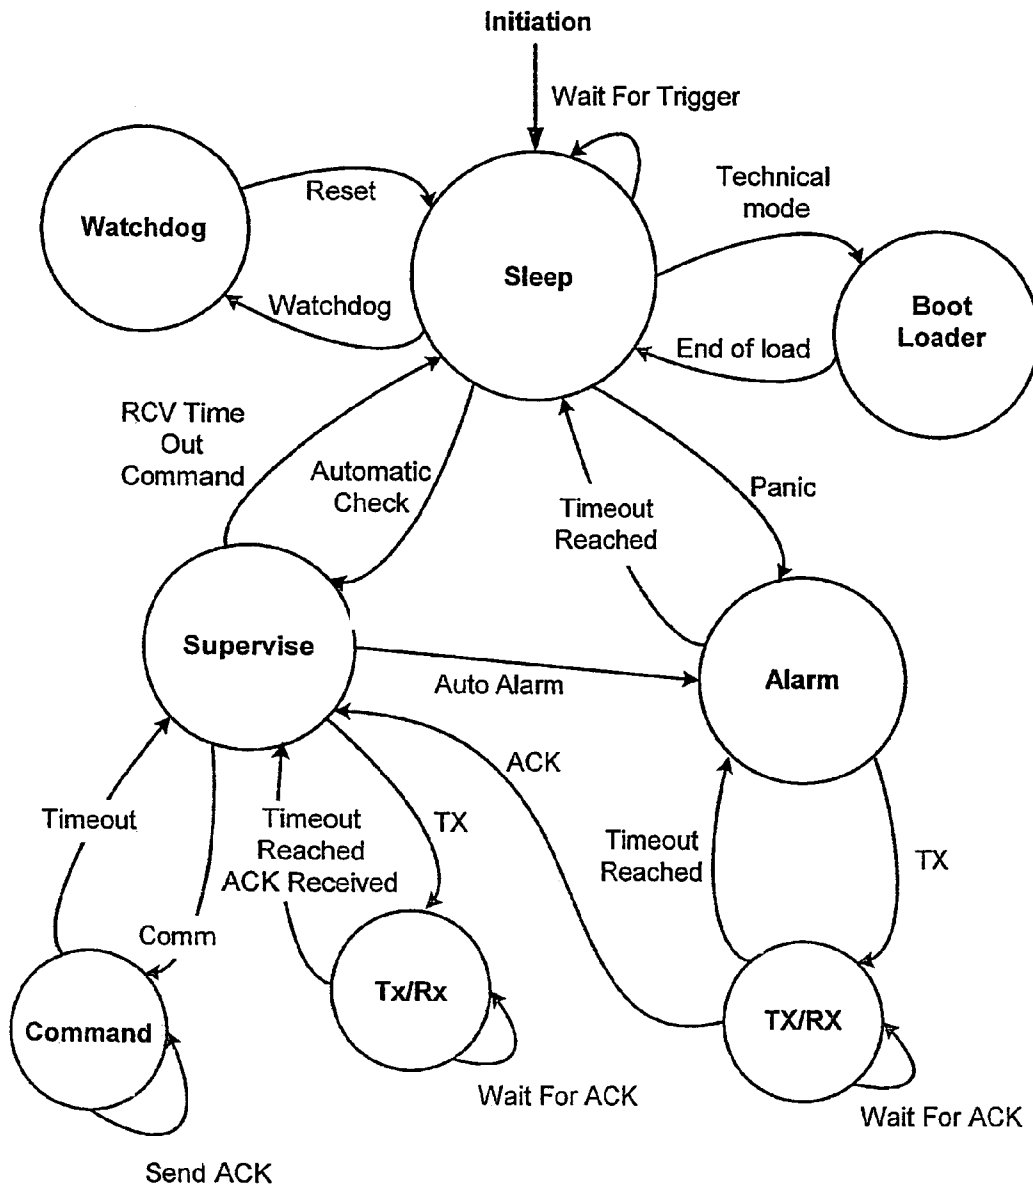 Initiation
Wait For Trigger
Technical
mode
Reset
Watchdog
Sleep
Boot
Loader
Watchdog
End of load
RCV Time
Out
Command
Automatic
Check
Timeout
Reached
Panic
Supervise
Auto Alarm
Alarm
ACK
Timeout
Timeout
Reached
ACK Received
TX
Timeout
Reached
TX
Comm
Command
Tx/Rx
TX/RX
Wait For ACK
Wait For ACK
Send ACK